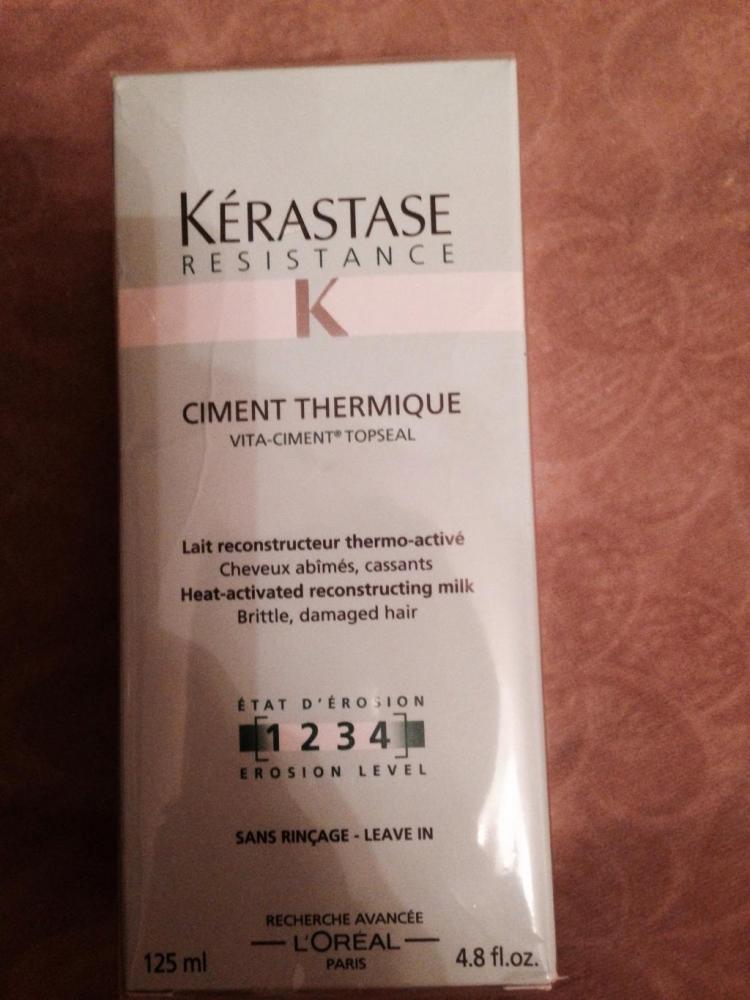 KÉRASTASE
RESISTANCE
K
CIMENT THERMIQUE
VITA-CIMENT® TOPSEAL
Lait reconstructeur thermo-activé
Cheveux abîmés, cassants
Heat-activated reconstructing milk
Brittle, damaged hair
ÉTAT D'ÉROSION
[1 2 3 4]
EROSION LEVEL
SANS RINÇAGE - LEAVE IN
RECHERCHE AVANCÉE
L'ORÉAL
PARIS
125 ml 4.8 fl.oz.